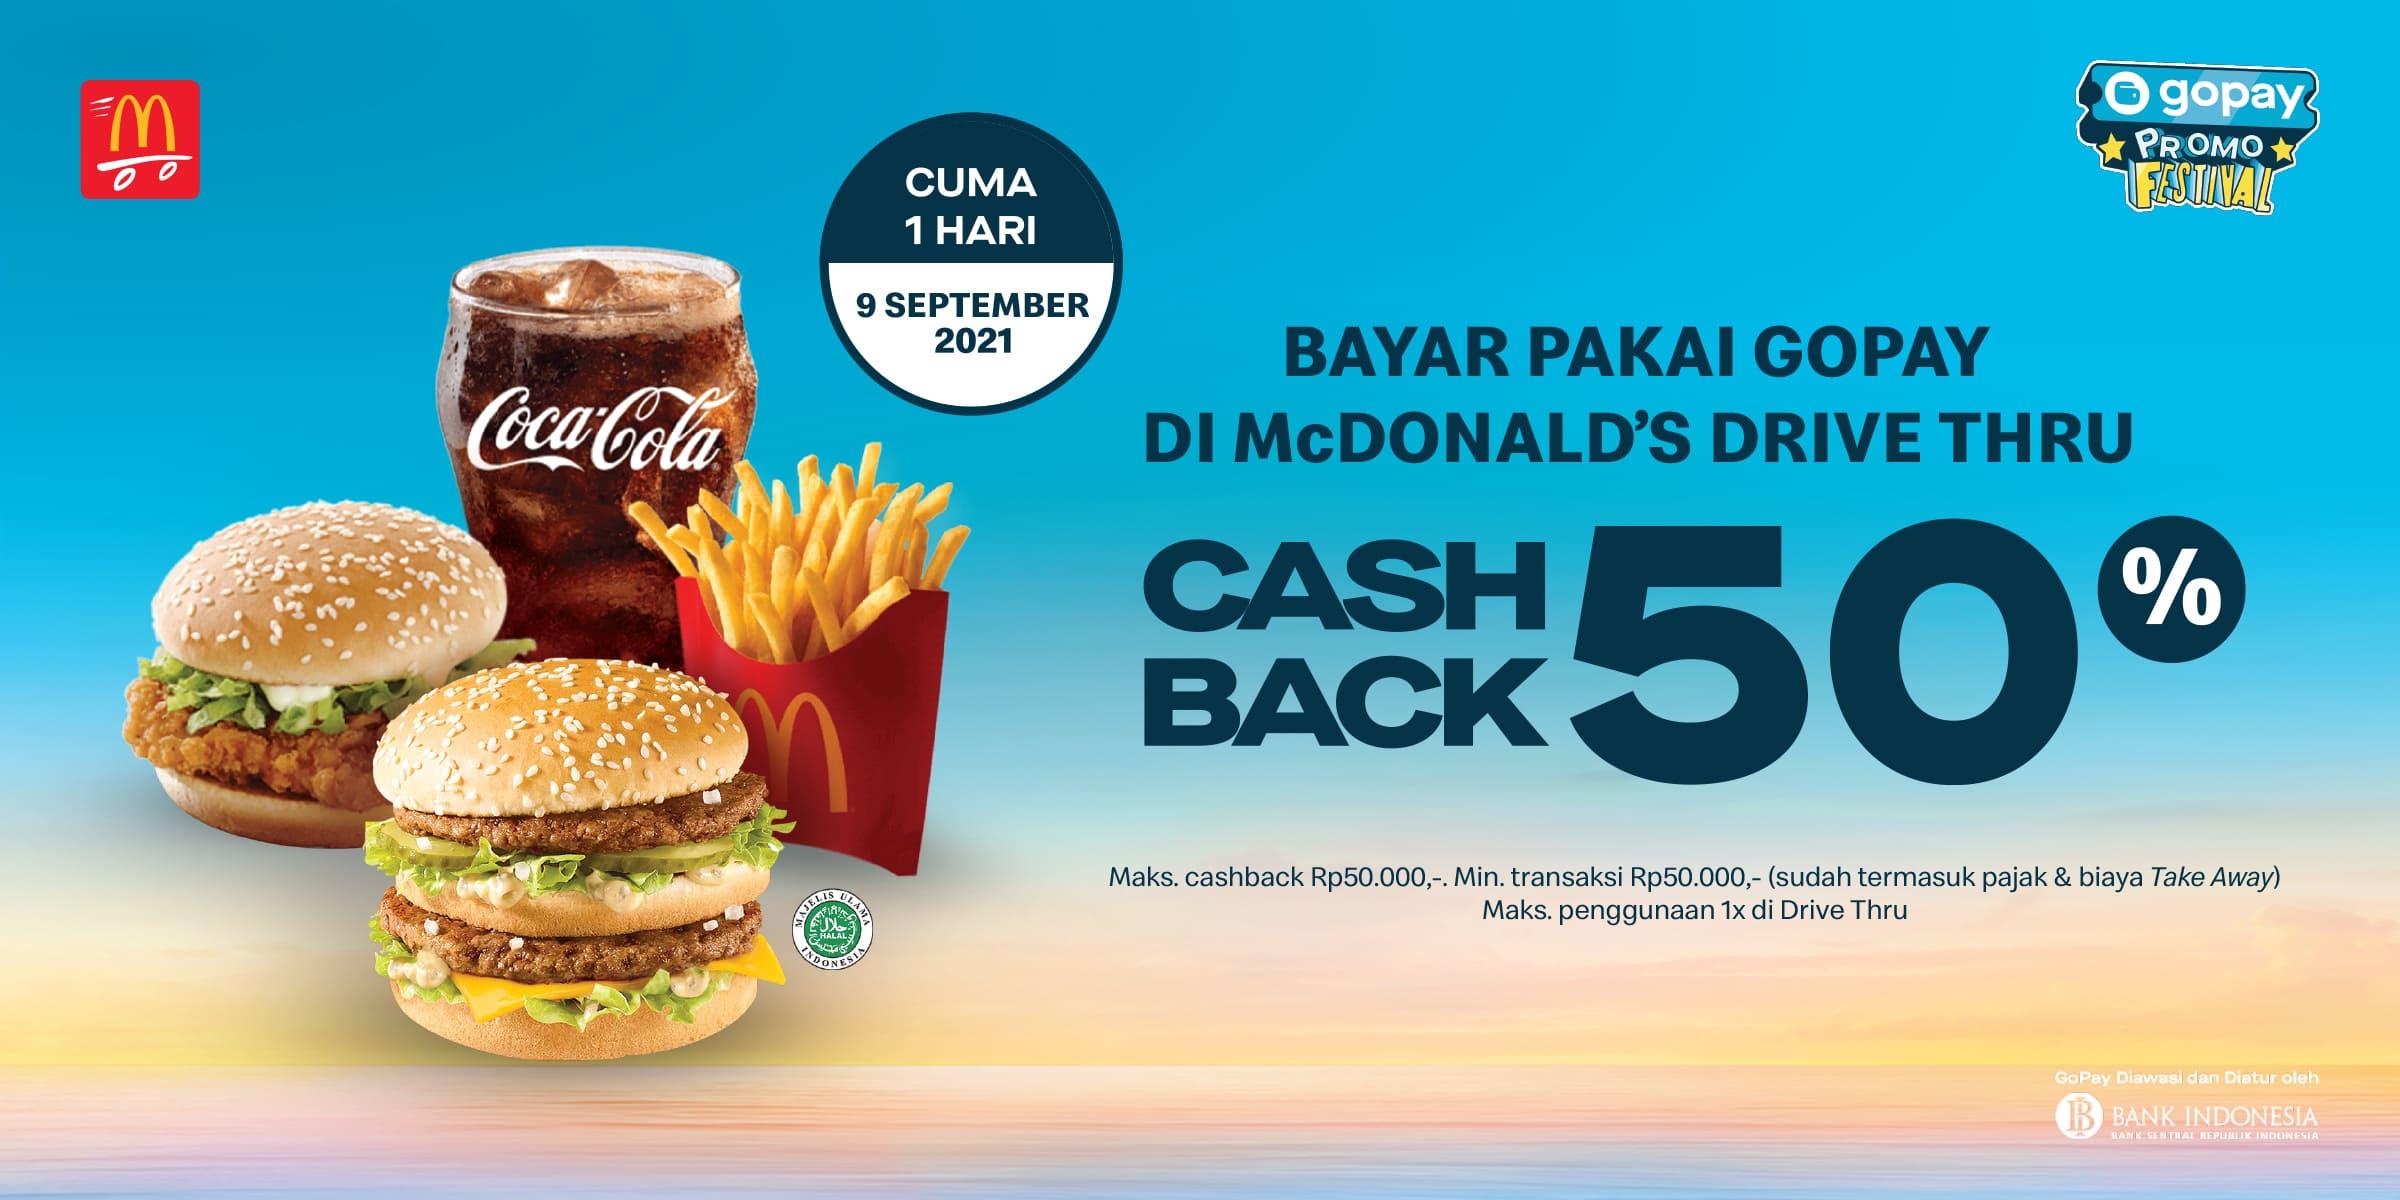 gopay
PROMO
FESTIVAL
CUMA
1 HARI
9 SEPTEMBER
2021
Coca-Cola
BAYAR PAKAI GOPAY
DI McDONALD'S DRIVE THRU
CASH
BACK
50%
Maks. cashback Rp50.000,-. Min. transaksi Rp50.000,- (sudah termasuk pajak & biaya Take Away)
Maks. penggunaan 1x di Drive Thru
MAJELIS ULAMA
حلال
HALAL
INDONESIA
GoPay Diawasi dan Diatur oleh
BANK INDONESIA
BANK SENTRAL REPUBLIK INDONESIA